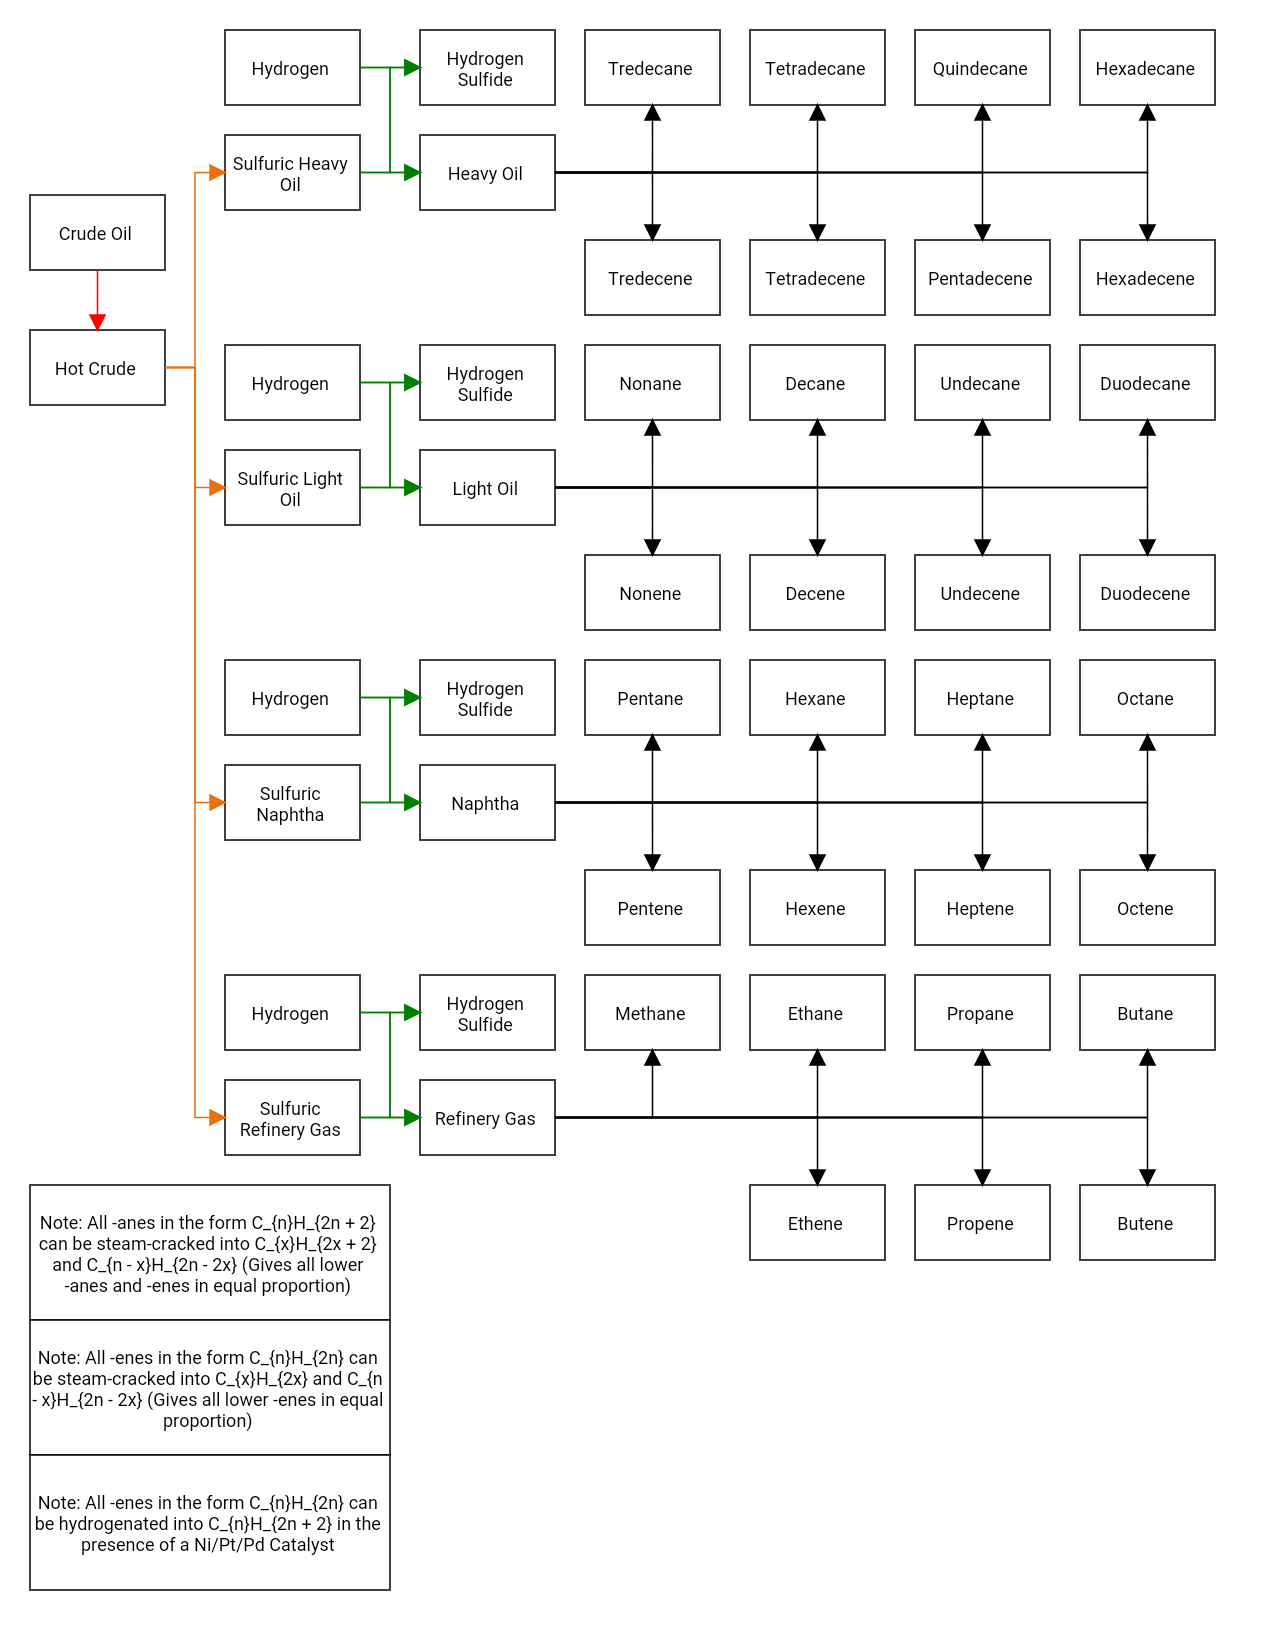 Hydrogen
Hydrogen
Sulfide
Tredecane
Tetradecane
Quindecane
Hexadecane
Sulfuric Heavy
Oil
Heavy Oil
Crude Oil
Tredecene
Tetradecene
Pentadecene
Hexadecene
Hot Crude
Hydrogen
Hydrogen
Sulfide
Nonane
Decane
Undecane
Duodecane
Sulfuric Light
Oil
Light Oil
Nonene
Decene
Undecene
Duodecene
Hydrogen
Hydrogen
Sulfide
Pentane
Hexane
Heptane
Octane
Sulfuric
Naphtha
Naphtha
Pentene
Hexene
Heptene
Octene
Hydrogen
Hydrogen
Sulfide
Methane
Ethane
Propane
Butane
Sulfuric
Refinery Gas
Refinery Gas
Ethene
Propene
Butene
Note: All -anes in the form C_{n}H_{2n + 2}
can be steam-cracked into C_{x}H_{2x + 2}
and C_{n - x}H_{2n - 2x} (Gives all lower
-anes and -enes in equal proportion)
Note: All -enes in the form C_{n}H_{2n} can
be steam-cracked into C_{x}H_{2x} and C_{n
- x}H_{2n - 2x} (Gives all lower -enes in equal
proportion)
Note: All -enes in the form C_{n}H_{2n} can
be hydrogenated into C_{n}H_{2n + 2} in the
presence of a Ni/Pt/Pd Catalyst